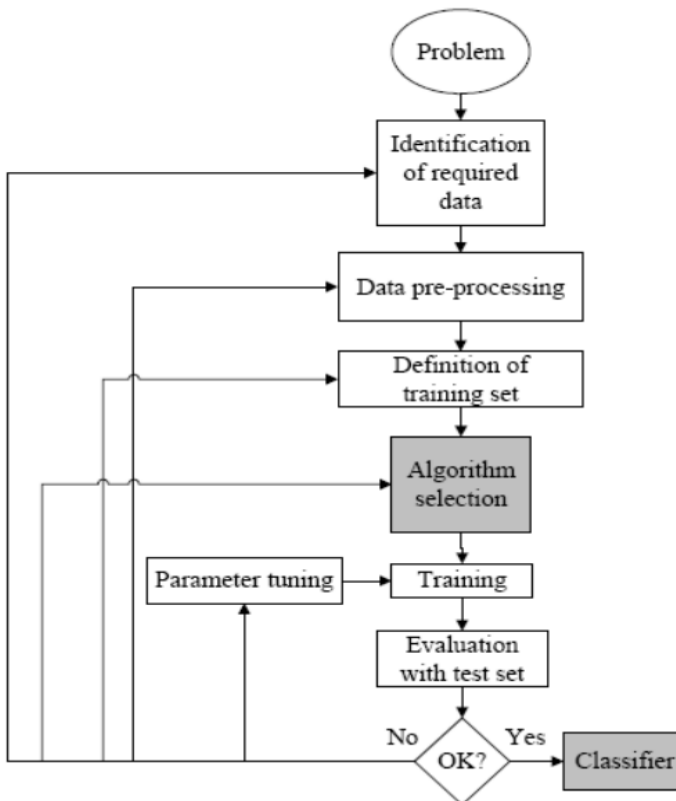 Problem
Identification
of required
data
Data pre-processing
Definition of
training set
Algorithm
selection
Parameter tuning
Training
Evaluation
with test set
No
OK?
Yes
Classifier